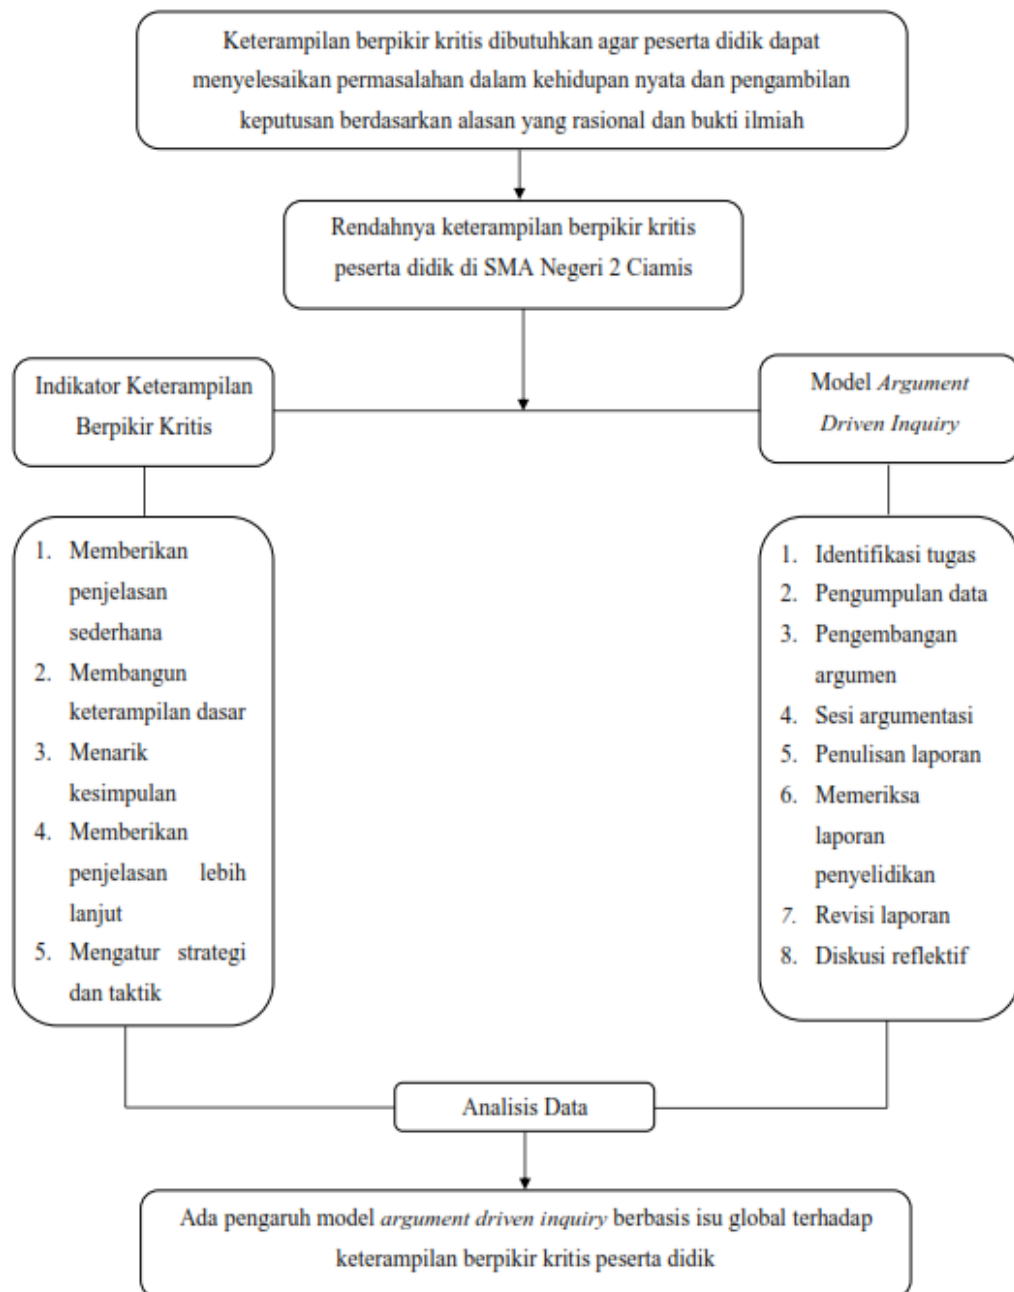 Keterampilan berpikir kritis dibutuhkan agar peserta didik dapat
menyelesaikan permasalahan dalam kehidupan nyata dan pengambilan
keputusan berdasarkan alasan yang rasional dan bukti ilmiah
Rendahnya keterampilan berpikir kritis
peserta didik di SMA Negeri 2 Ciamis
Indikator Keterampilan
Berpikir Kritis
Model Argument
Driven Inquiry
1. Memberikan
penjelasan
sederhana
2. Membangun
keterampilan dasar
3. Menarik
kesimpulan
4. Memberikan
penjelasan lebih
lanjut
5. Mengatur strategi
dan taktik
1. Identifikasi tugas
2. Pengumpulan data
3. Pengembangan
argumen
4. Sesi argumentasi
5. Penulisan laporan
6. Memeriksa
laporan
penyelidikan
7. Revisi laporan
8. Diskusi reflektif
Analisis Data
Ada pengaruh model argument driven inquiry berbasis isu global terhadap
keterampilan berpikir kritis peserta didik